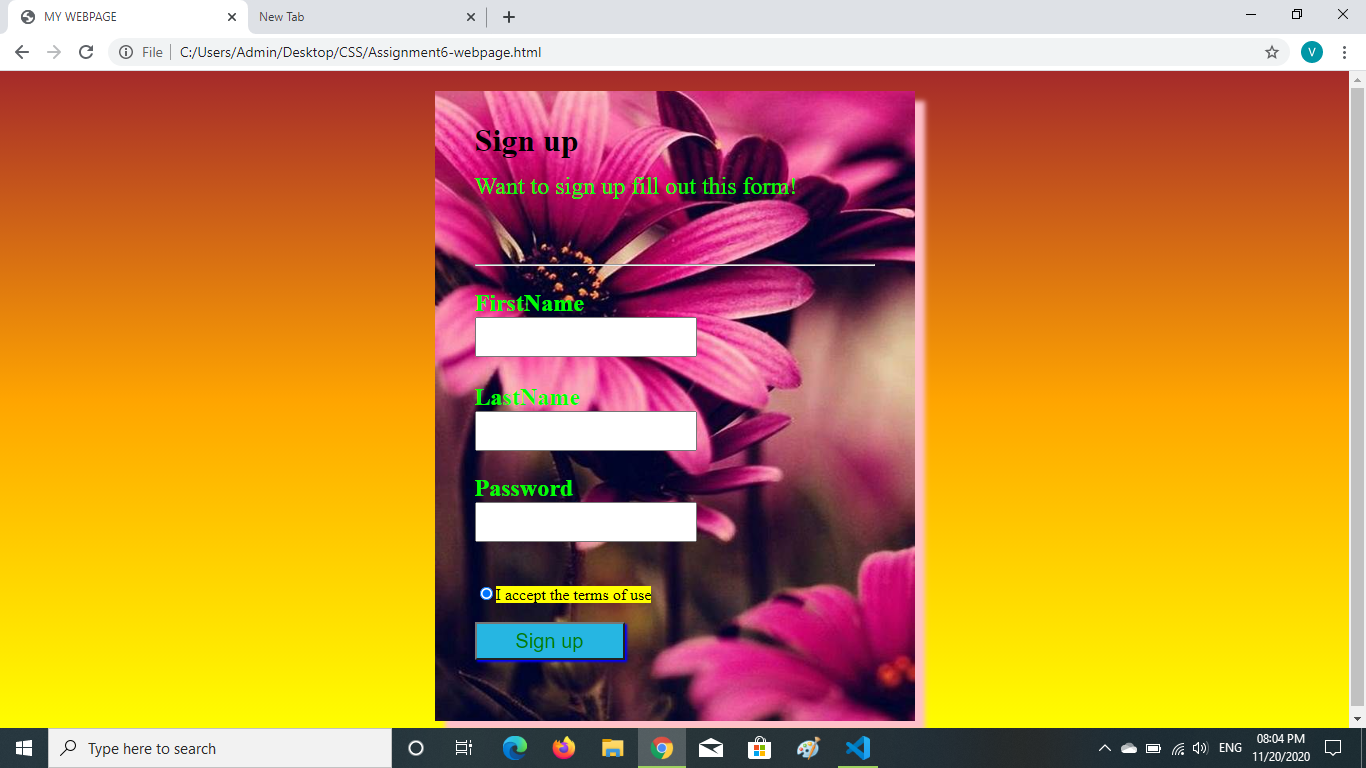 MY WEBPAGE
New Tab
File
C:/Users/Admin/Desktop/CSS/Assignment6-webpage.html
V
Sign up
Want to sign up fill out this form!
FirstName
LastName
Password
I accept the terms of use
Sign up
Type here to search
ENG
08:04 PM
11/20/2020